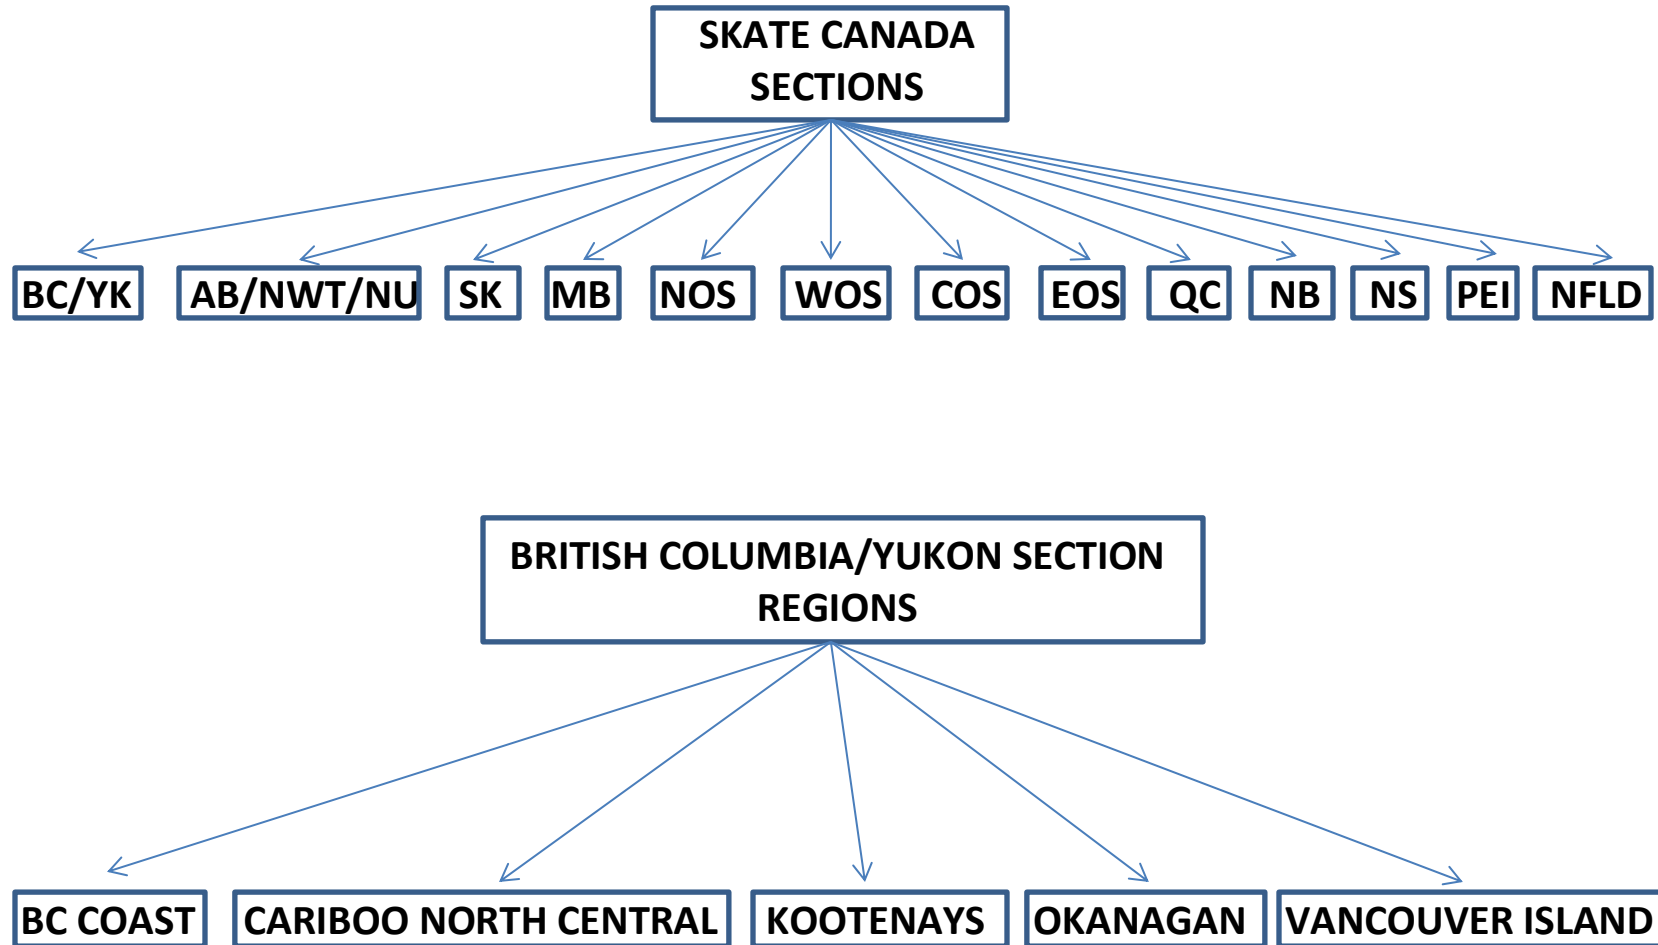 SKATE CANADA
SECTIONS
BC/YK AB/NWT/NU SK MB NOS WOS COS EOS QC NB NS PEI NFLD
BRITISH COLUMBIA/YUKON SECTION
REGIONS
BC COAST CARIBOO NORTH CENTRAL KOOTENAYS OKANAGAN VANCOUVER ISLAND